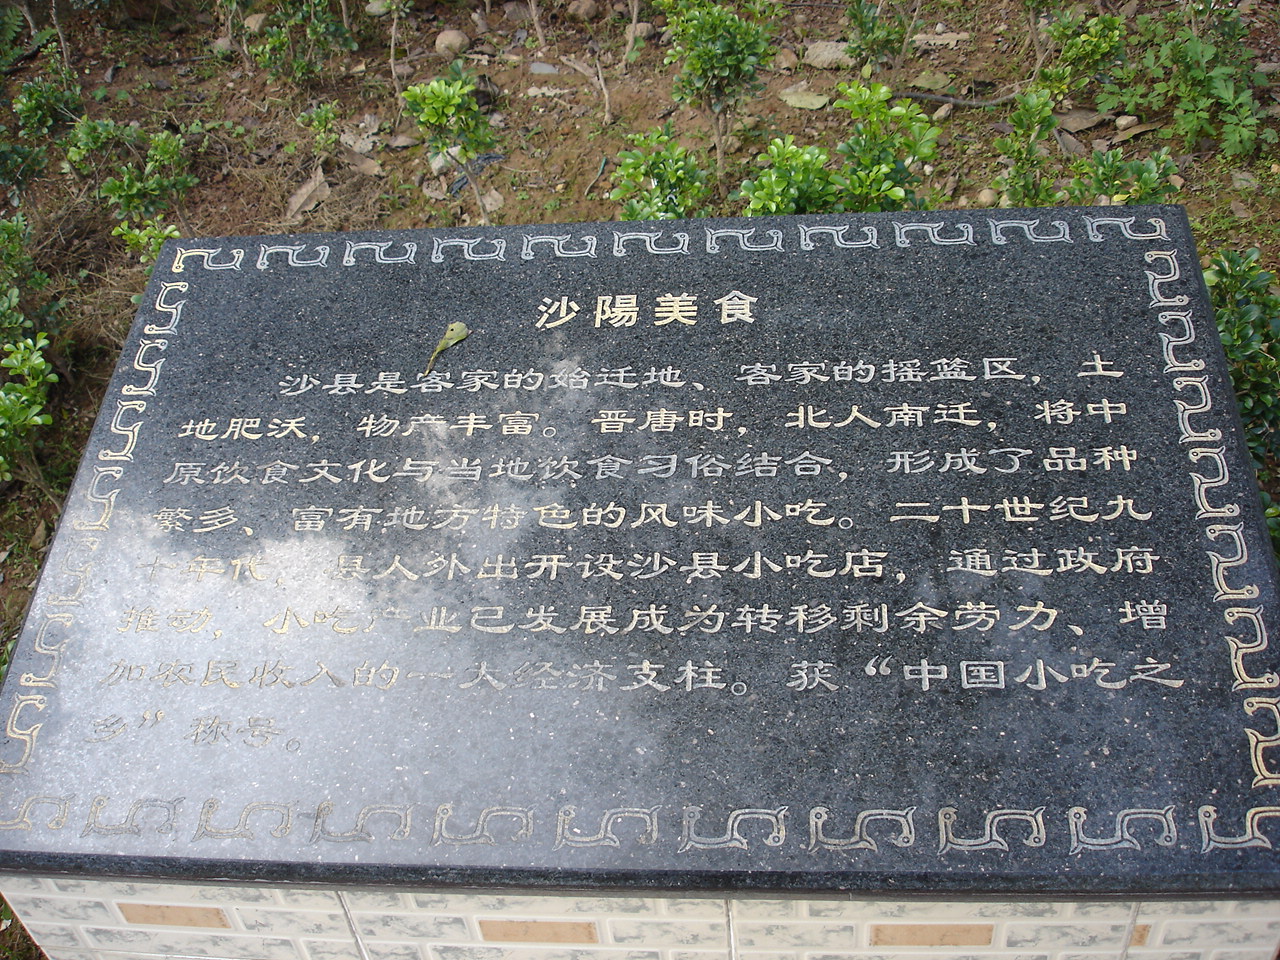 沙陽美食
沙县是客家的始迁地、客家的摇篮区，土
地肥沃，物产丰富。晋唐时，北人南迁，将中
原饮食文化与当地饮食习俗结合，形成了品种
繁多、富有地方特色的风味小吃。二十世纪九
十年代，县人外出开设沙县小吃店，通过政府
推动，小吃产业已发展成为转移剩余劳力、增
加农民收入的一大经济支柱。获“中国小吃之
乡”称号。